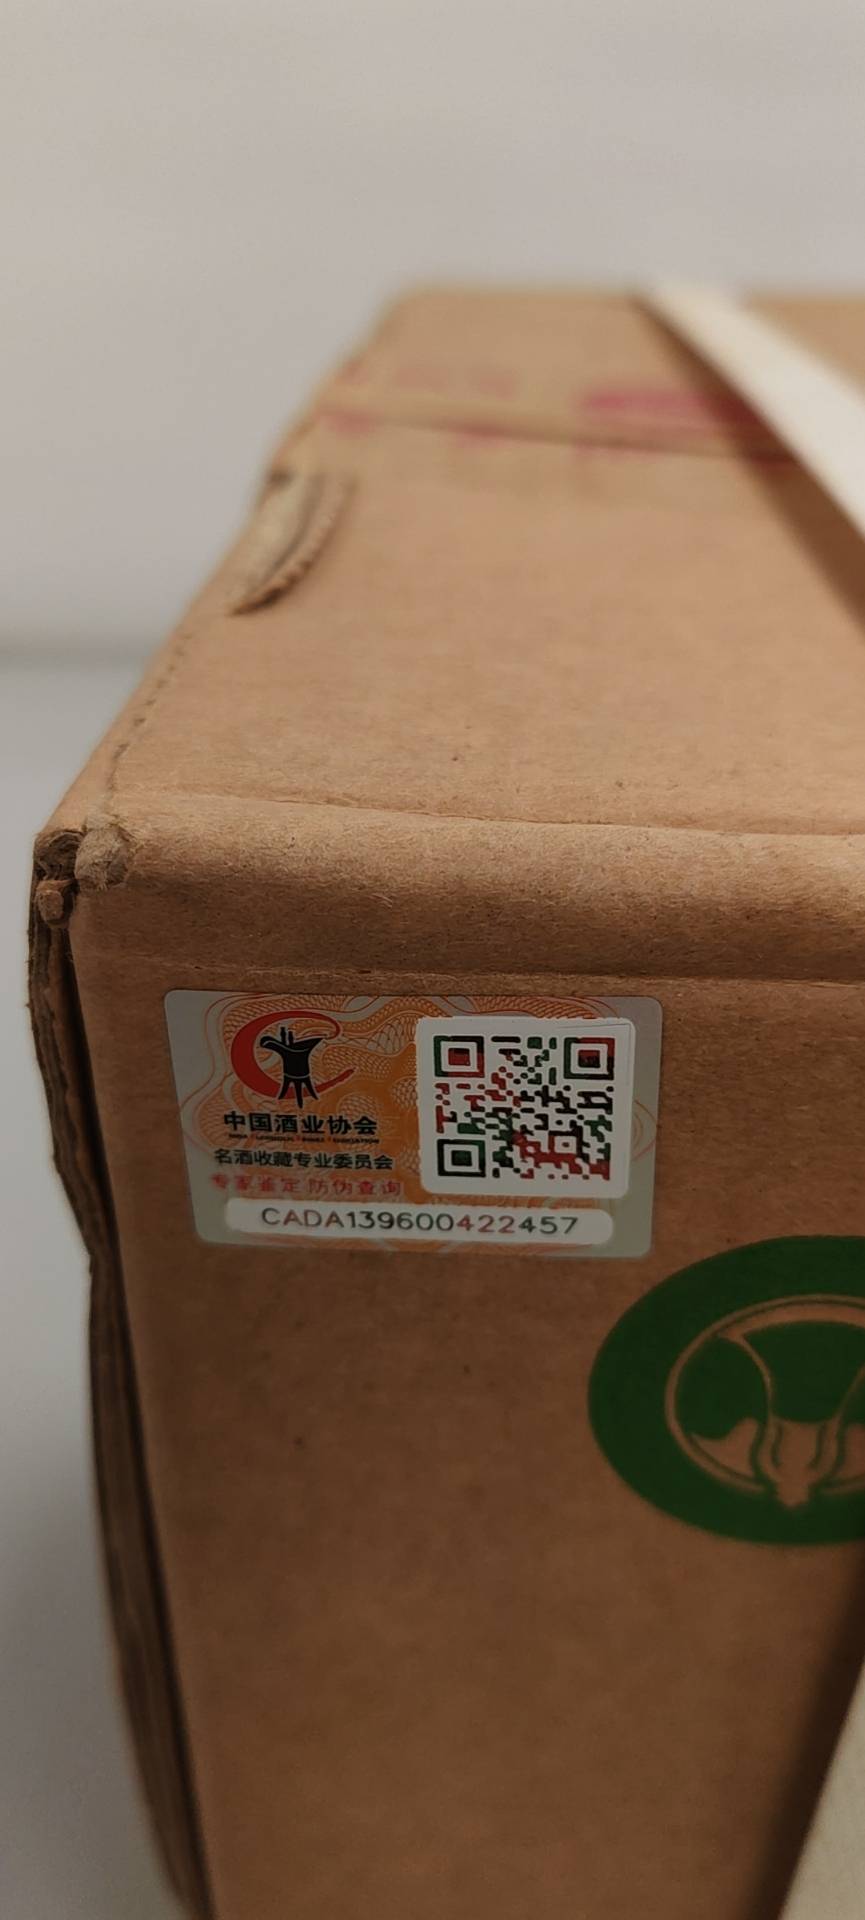 中国酒业协会
名酒收藏专业委员会
专家鉴定 防伪查询
CADA139600422457